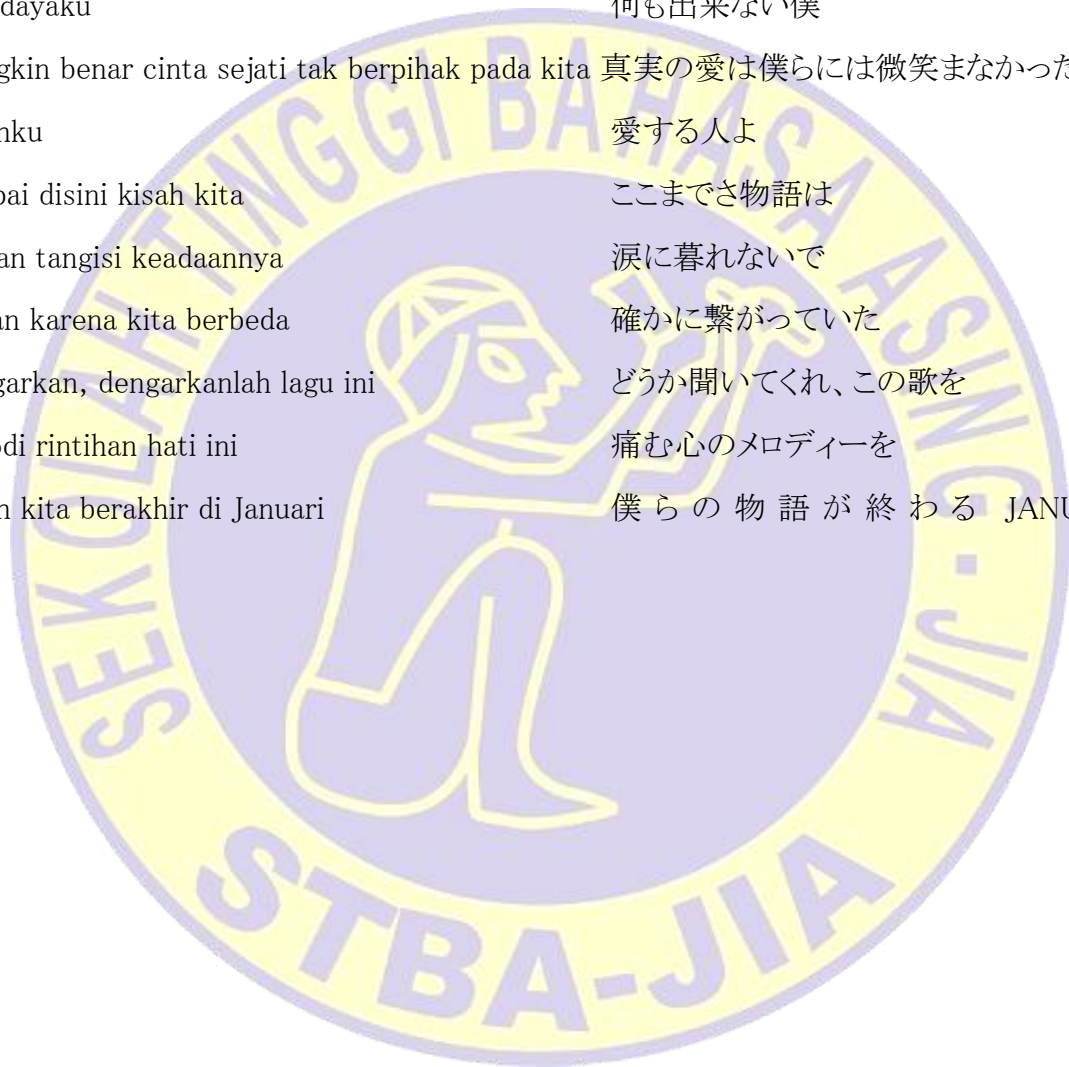 dayaku 何も出来ない僕
gkin benar cinta sejati tak berpihak pada kita 真実の愛は僕らには微笑まなかった
nku 愛する人よ
pai disini kisah kita ここまでさ物語は
an tangisi keadaannya 涙に暮れないで
an karena kita berbeda 確かに繋がっていた
garkan, dengarkanlah lagu ini どうか聞いてくれ、この歌を
odi rintihan hati ini 痛む心のメロディーを
h kita berakhir di Januari 僕らの物語が終わる JANU
SEKOLAH TINGGI BAHASA ASING - JIA
STBA-JIA